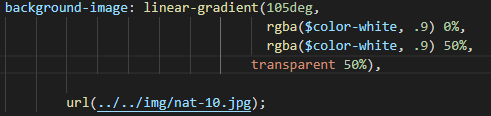 background-image: linear-gradient(105deg,
rgba($color-white, .9) 0%,
rgba($color-white, .9) 50%,
transparent 50%),
url(../../img/nat-10.jpg);